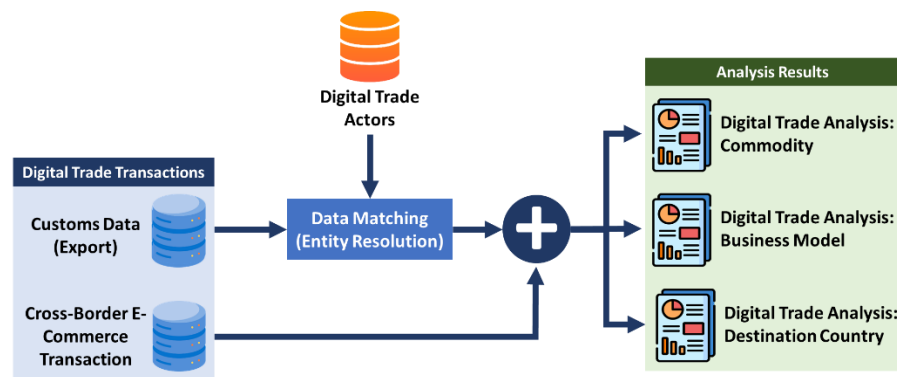 Digital Trade
Actors
Digital Trade Transactions
Customs Data
(Export)
Cross-Border E-
Commerce
Transaction
Data Matching
(Entity Resolution)
Analysis Results
Digital Trade Analysis:
Commodity
Digital Trade Analysis:
Business Model
Digital Trade Analysis:
Destination Country